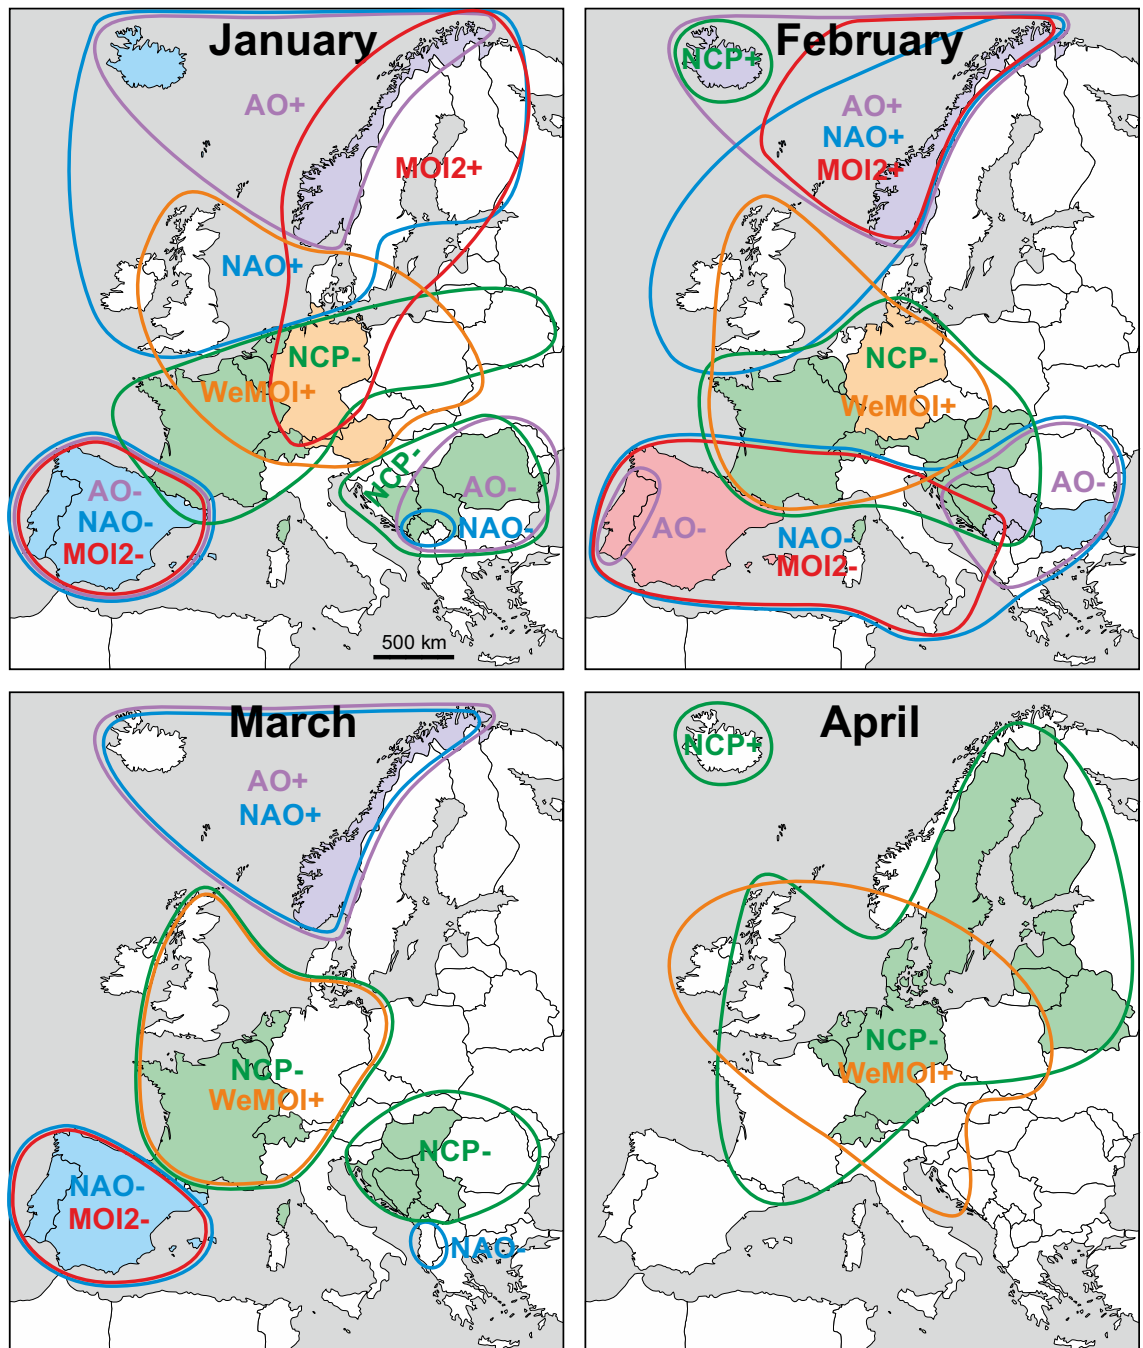 January
AO+
MOI2+
NAO+
NCP-
WeMOI+
NCP-
AO-
NAO-
AO-
NAO-
MOI2-
500 km
February
NCP+
AO+
NAO+
MOI2+
NCP-
WeMOI+
AO-
AO-
NAO-
MOI2-
March
AO+
NAO+
NCP-
WeMOI+
NCP-
NAO-
MOI2-
NAO-
April
NCP+
NCP-
WeMOI+